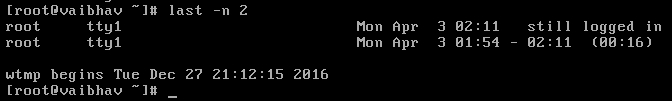 [root@vaibhav ~]# last -n 2
root     tty1                          Mon Apr  3 02:11   still logged in
root     tty1                          Mon Apr  3 01:54 - 02:11  (00:16)

wtmp begins Tue Dec 27 21:12:15 2016
[root@vaibhav ~]# _